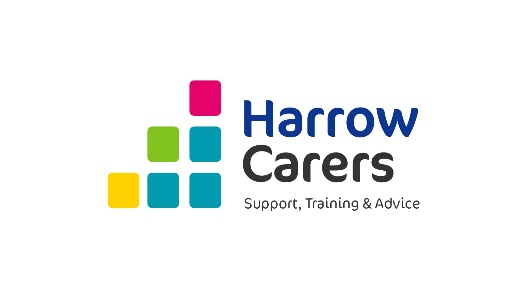 Harrow
Carers
Support, Training & Advice